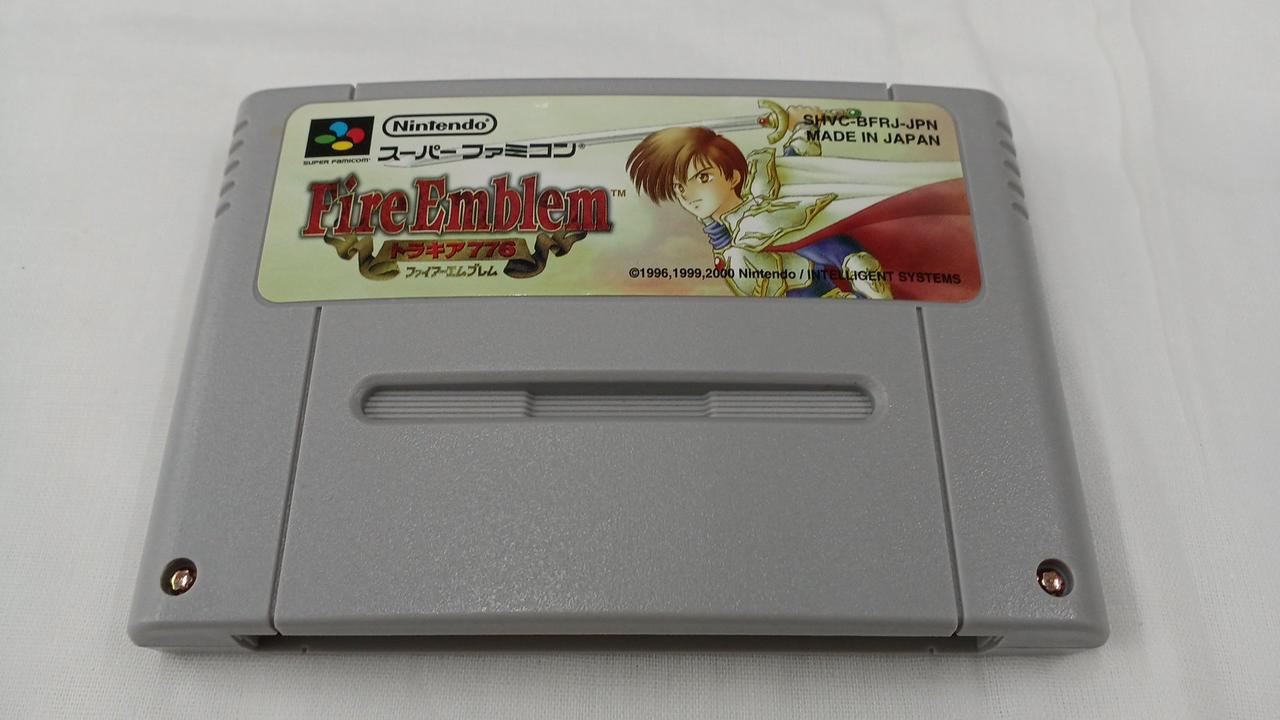 Nintendo®
SUPER FAMICOM™
スーパーファミコン®
SHVC-BFRJ-JPN
MADE IN JAPAN
Fire Emblem™
トラキア776
ファイアーエムブレム
©1996,1999,2000 Nintendo / INTELLIGENT SYSTEMS